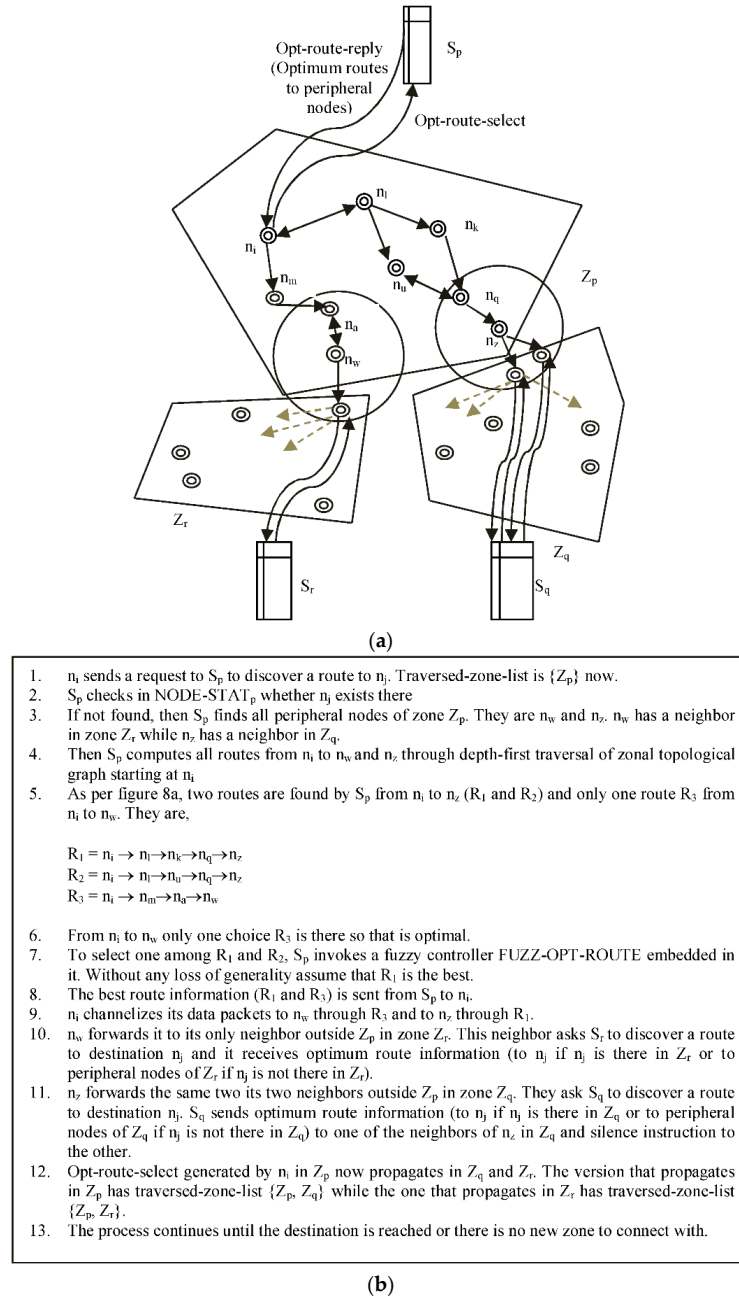 Opt-route-reply
(Optimum routes
to peripheral
nodes)
Sp
Opt-route-select
nl
nk
ni
Zp
nm
nu
nq
na
nz
nw
Zr
Zq
Sr
Sq
(a)
1. ni sends a request to Sp to discover a route to nj. Traversed-zone-list is {Zp} now.
2. Sp checks in NODE-STATp whether nj exists there
3. If not found, then Sp finds all peripheral nodes of zone Zp. They are nw and nz. nw has a neighbor
in zone Zr while nz has a neighbor in Zq.
4. Then Sp computes all routes from ni to nw and nz through depth-first traversal of zonal topological
graph starting at ni
5. As per figure 8a, two routes are found by Sp from ni to nz (R1 and R2) and only one route R3 from
ni to nw. They are,
R1 = ni → nl→nk→nq→nz
R2 = ni → nl→nu→nq→nz
R3 = ni → nm→na→nw
6. From ni to nw only one choice R3 is there so that is optimal.
7. To select one among R1 and R2, Sp invokes a fuzzy controller FUZZ-OPT-ROUTE embedded in
it. Without any loss of generality assume that R1 is the best.
8. The best route information (R1 and R3) is sent from Sp to ni.
9. ni channelizes its data packets to nw through R3 and to nz through R1.
10. nw forwards it to its only neighbor outside Zp in zone Zr. This neighbor asks Sr to discover a route
to destination nj and it receives optimum route information (to nj if nj is there in Zr or to
peripheral nodes of Zr if nj is not there in Zr).
11. nz forwards the same two its two neighbors outside Zp in zone Zq. They ask Sq to discover a route
to destination nj. Sq sends optimum route information (to nj if nj is there in Zq or to peripheral
nodes of Zq if nj is not there in Zq) to one of the neighbors of nz in Zq and silence instruction to
the other.
12. Opt-route-select generated by ni in Zp now propagates in Zq and Zr. The version that propagates
in Zp has traversed-zone-list {Zp, Zq} while the one that propagates in Zr has traversed-zone-list
{Zp, Zr}.
13. The process continues until the destination is reached or there is no new zone to connect with.
(b)